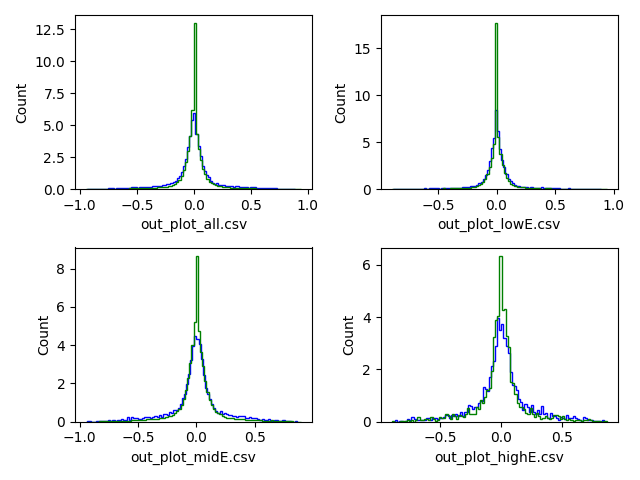 12.5
10.0
7.5
5.0
2.5
0.0
Count
−1.0 −0.5 0.0 0.5 1.0
out_plot_all.csv
15
10
5
0
Count
−0.5 0.0 0.5 1.0
out_plot_lowE.csv
8
6
4
2
0
Count
−1.0 −0.5 0.0 0.5
out_plot_midE.csv
6
4
2
0
Count
−0.5 0.0 0.5
out_plot_highE.csv